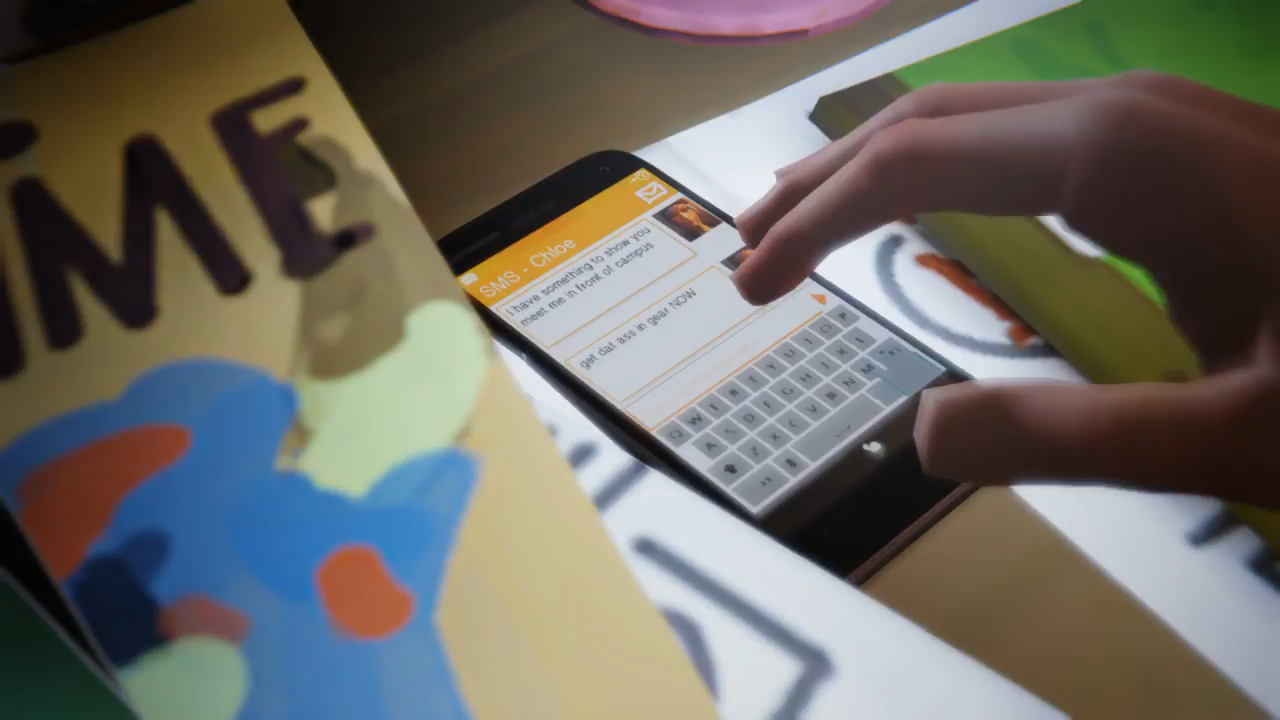 IME
SMS - Chloe
i have something to show you
meet me in front of campus
get dat ass in gear NOW
Q W E R T Y U I O P
A S D F G H J K L
Z X C V B N M